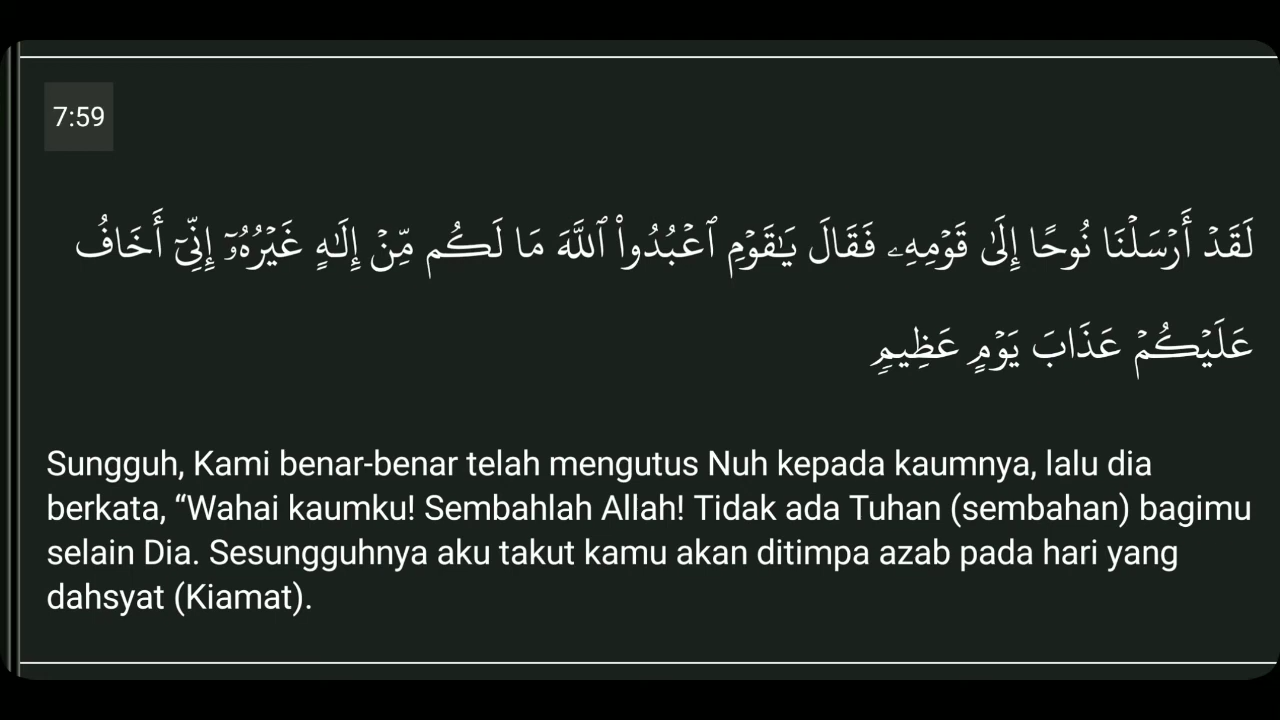 7:59
لَقَدۡ أَرۡسَلۡنَا نُوحًا إِلَىٰ قَوۡمِهِۦ فَقَالَ يَٰقَوۡمِ ٱعۡبُدُواْ ٱللَّهَ مَا لَكُم مِّنۡ إِلَٰهٍ غَيۡرُهُۥٓ إِنِّيٓ أَخَافُ
عَلَيۡكُمۡ عَذَابَ يَوۡمٍ عَظِيمٖ
Sungguh, Kami benar-benar telah mengutus Nuh kepada kaumnya, lalu dia
berkata, “Wahai kaumku! Sembahlah Allah! Tidak ada Tuhan (sembahan) bagimu
selain Dia. Sesungguhnya aku takut kamu akan ditimpa azab pada hari yang
dahsyat (Kiamat).